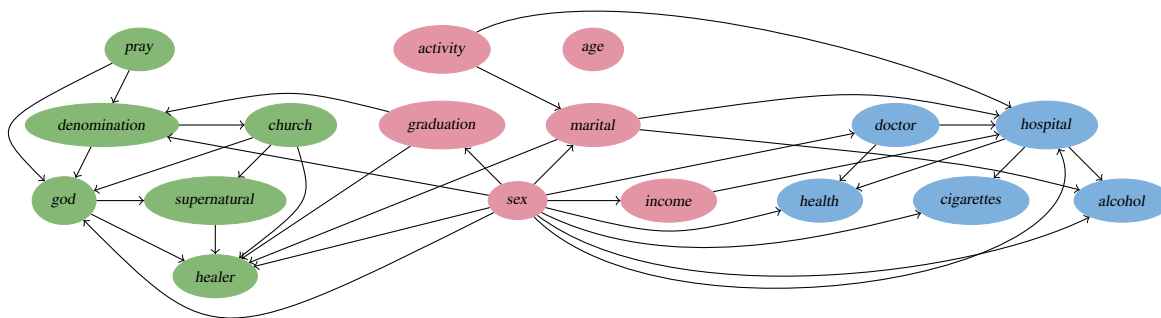 pray
activity
age
denomination
church
graduation
marital
doctor
hospital
god
supernatural
sex
income
health
cigarettes
alcohol
healer